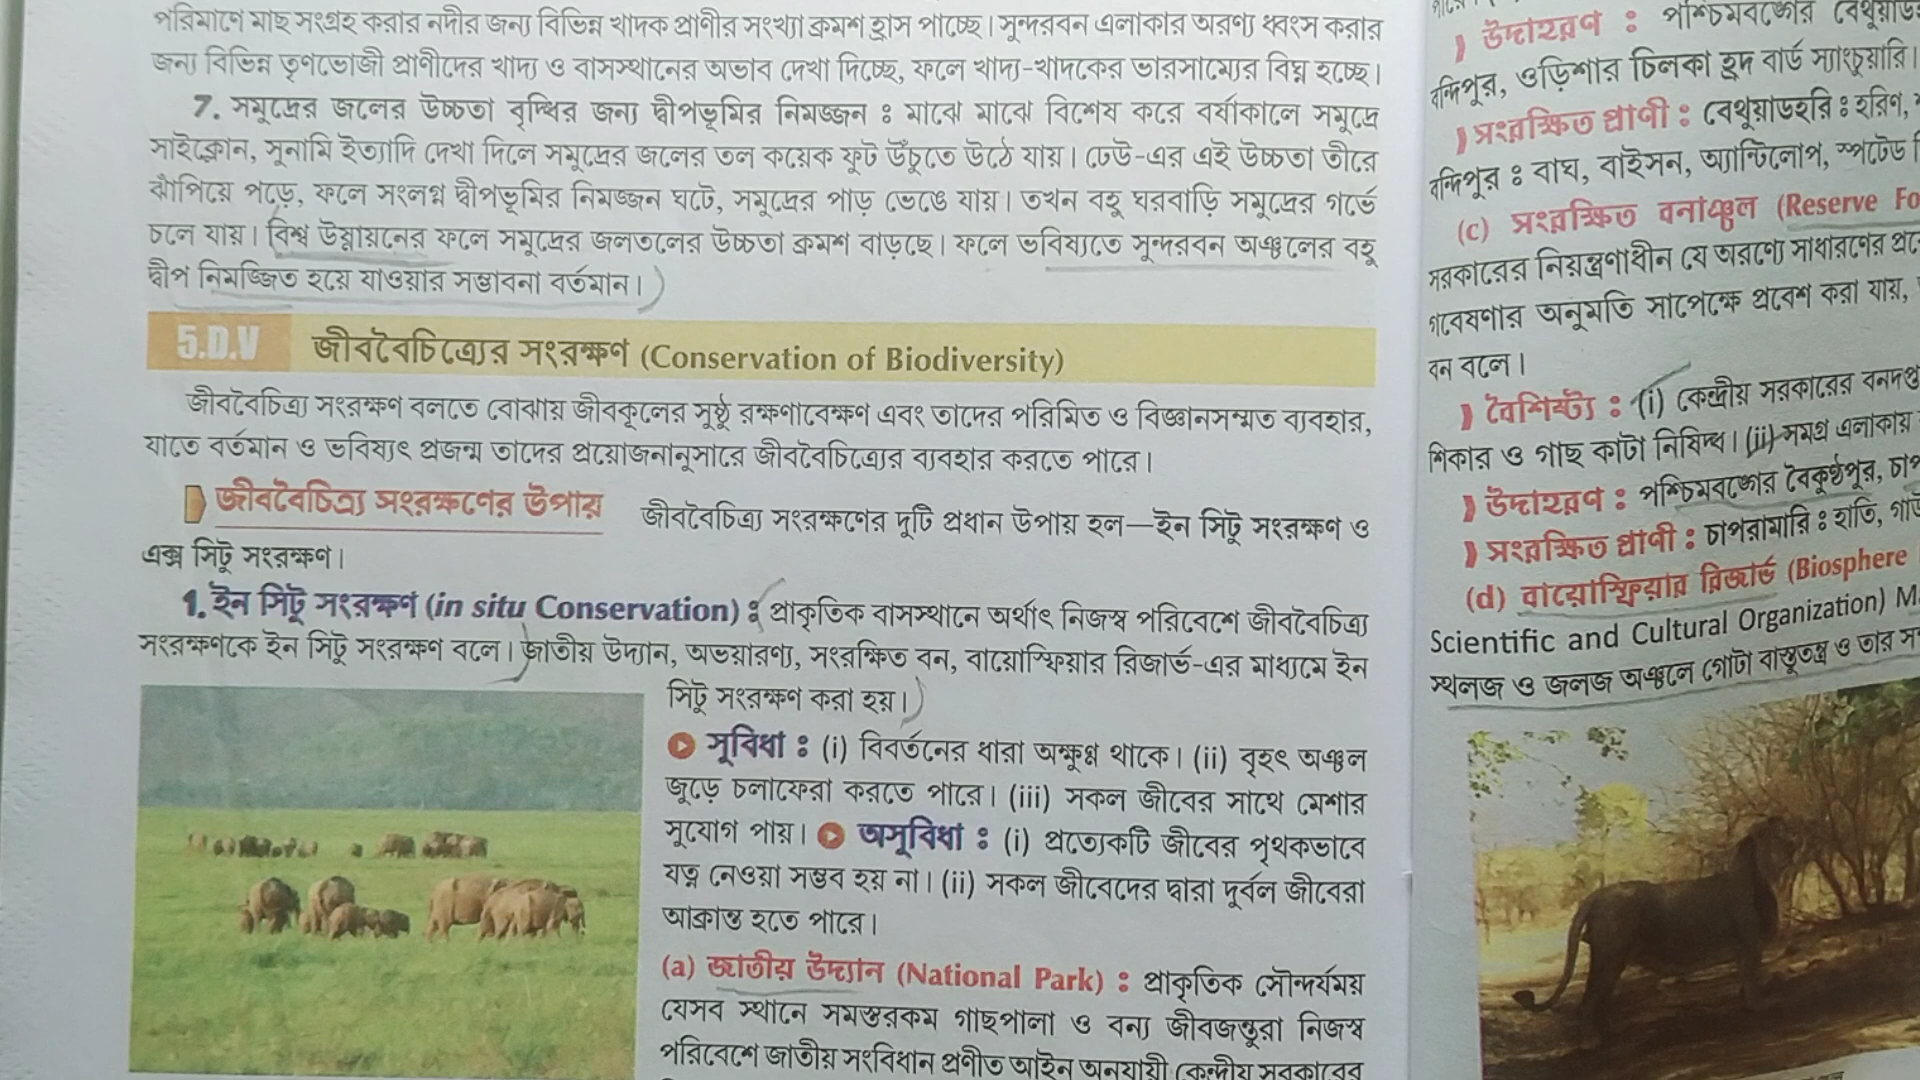 পরিমাণে মাছ সংগ্রহ করার নদীর জন্য বিভিন্ন খাদক প্রাণীর সংখ্যা ক্রমশ হ্রাস পাচ্ছে। সুন্দরবন এলাকার অরণ্য ধ্বংস করার
জন্য বিভিন্ন তৃণভোজী প্রাণীদের খাদ্য ও বাসস্থানের অভাব দেখা দিচ্ছে, ফলে খাদ্য-খাদকের ভারসাম্যের বিঘ্ন হচ্ছে।
7. সমুদ্রের জলের উচ্চতা বৃদ্ধির জন্য দ্বীপভূমির নিমজ্জন : মাঝে মাঝে বিশেষ করে বর্ষাকালে সমুদ্রে
সাইক্লোন, সুনামি ইত্যাদি দেখা দিলে সমুদ্রের জলের তল কয়েক ফুট উঁচুতে উঠে যায়। ঢেউ-এর এই উচ্চতা তীরে
ঝাঁপিয়ে পড়ে, ফলে সংলগ্ন দ্বীপভূমির নিমজ্জন ঘটে, সমুদ্রের পাড় ভেঙে যায়। তখন বহু ঘরবাড়ি সমুদ্রের গর্ভে
চলে যায়। বিশ্ব উষ্ণায়নের ফলে সমুদ্রের জলতলের উচ্চতা ক্রমশ বাড়ছে। ফলে ভবিষ্যতে সুন্দরবন অঞ্চলের বহু
দ্বীপ নিমজ্জিত হয়ে যাওয়ার সম্ভাবনা বর্তমান।
5.D.V জীববৈচিত্র্যের সংরক্ষণ (Conservation of Biodiversity)
জীববৈচিত্র্য সংরক্ষণ বলতে বোঝায় জীবকূলের সুষ্ঠু রক্ষণাবেক্ষণ এবং তাদের পরিমিত ও বিজ্ঞানসম্মত ব্যবহার,
যাতে বর্তমান ও ভবিষ্যৎ প্রজন্ম তাদের প্রয়োজনানুসারে জীববৈচিত্র্যের ব্যবহার করতে পারে।
জীববৈচিত্র্য সংরক্ষণের উপায় জীববৈচিত্র্য সংরক্ষণের দুটি প্রধান উপায় হল—ইন সিটু সংরক্ষণ ও
এক্স সিটু সংরক্ষণ।
1. ইন সিটু সংরক্ষণ (in situ Conservation) : প্রাকৃতিক বাসস্থানে অর্থাৎ নিজস্ব পরিবেশে জীববৈচিত্র্য
সংরক্ষণকে ইন সিটু সংরক্ষণ বলে। জাতীয় উদ্যান, অভয়ারণ্য, সংরক্ষিত বন, বায়োস্ফিয়ার রিজার্ভ-এর মাধ্যমে ইন
সিটু সংরক্ষণ করা হয়।
সুবিধা : (i) বিবর্তনের ধারা অক্ষুণ্ণ থাকে। (ii) বৃহৎ অঞ্চল
জুড়ে চলাফেরা করতে পারে। (iii) সকল জীবের সাথে মেশার
সুযোগ পায়। অসুবিধা : (i) প্রত্যেকটি জীবের পৃথকভাবে
যত্ন নেওয়া সম্ভব হয় না। (ii) সকল জীবেদের দ্বারা দুর্বল জীবেরা
আক্রান্ত হতে পারে।
(a) জাতীয় উদ্যান (National Park) : প্রাকৃতিক সৌন্দর্যময়
যেসব স্থানে সমস্তরকম গাছপালা ও বন্য জীবজন্তুরা নিজস্ব
পরিবেশে জাতীয় সংবিধান প্রণীত আইন অনুযায়ী কেন্দ্রীয় সরকারের
উদাহরণ : পশ্চিমবঙ্গের
বন্দিপুর, ওড়িশার চিলকা হ্রদ বার্ড স্যাংচুয়ারি।
সংরক্ষিত প্রাণী : বেথুয়াডহরি : হরিণ,
বন্দিপুর : বাঘ, বাইসন, অ্যান্টিলোপ, স্পটেড
(c) সংরক্ষিত বনাঞ্চল (Reserve Fo
সরকারের নিয়ন্ত্রণাধীন যে অরণ্যে সাধারণের
গবেষণার অনুমতি সাপেক্ষে প্রবেশ করা যায়,
বন বলে।
বৈশিষ্ট্য : (i) কেন্দ্রীয় সরকারের
শিকার ও গাছ কাটা নিষিদ্ধ। (ii) সমগ্র এলাকায়
উদাহরণ : পশ্চিমবঙ্গের বৈকুণ্ঠপুর,
সংরক্ষিত প্রাণী : চাপরামারি : হাতি,
(d) বায়োস্ফিয়ার রিজার্ভ (Biosphere
Scientific and Cultural Organization)
স্থলজ ও জলজ অঞ্চলে গোটা বাস্তুতন্ত্র ও তার